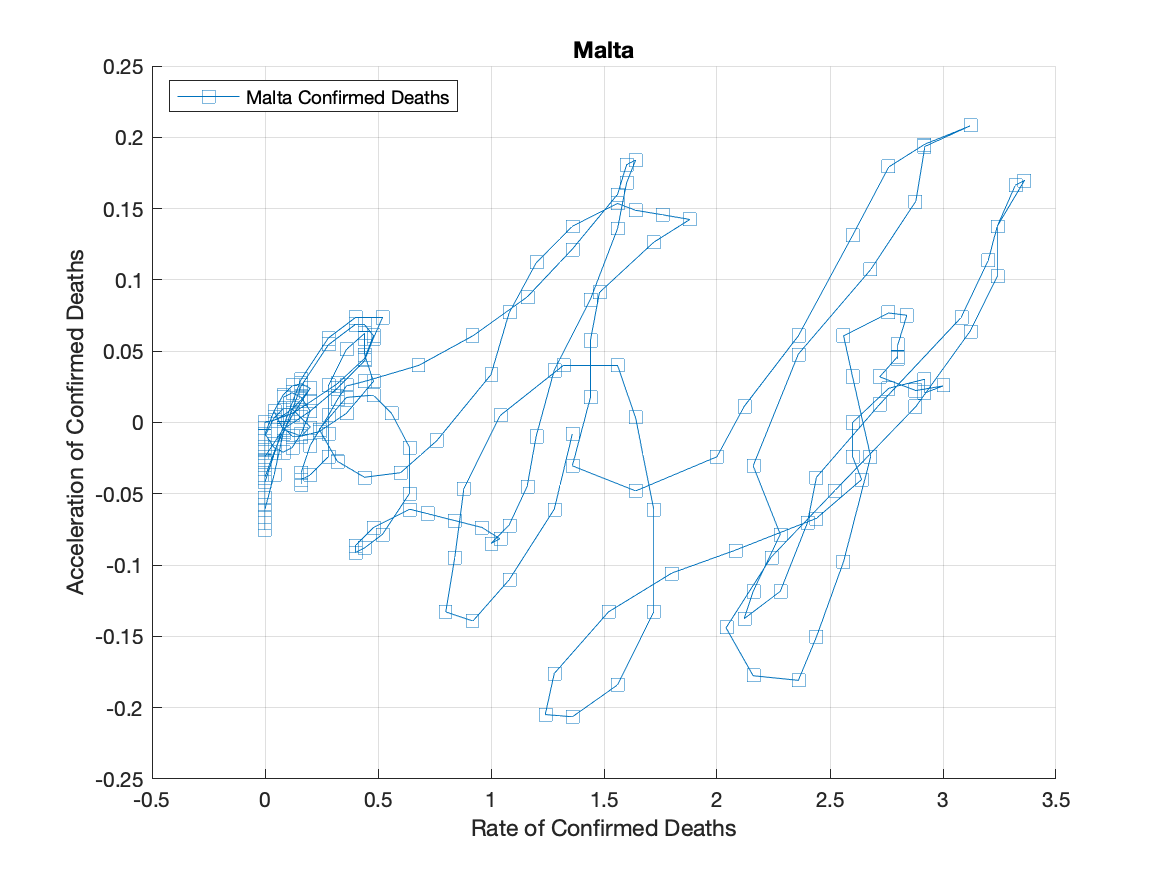 Malta
Malta Confirmed Deaths
Acceleration of Confirmed Deaths
0.25
0.2
0.15
0.1
0.05
0
-0.05
-0.1
-0.15
-0.2
-0.25
-0.5 0 0.5 1 1.5 2 2.5 3 3.5
Rate of Confirmed Deaths